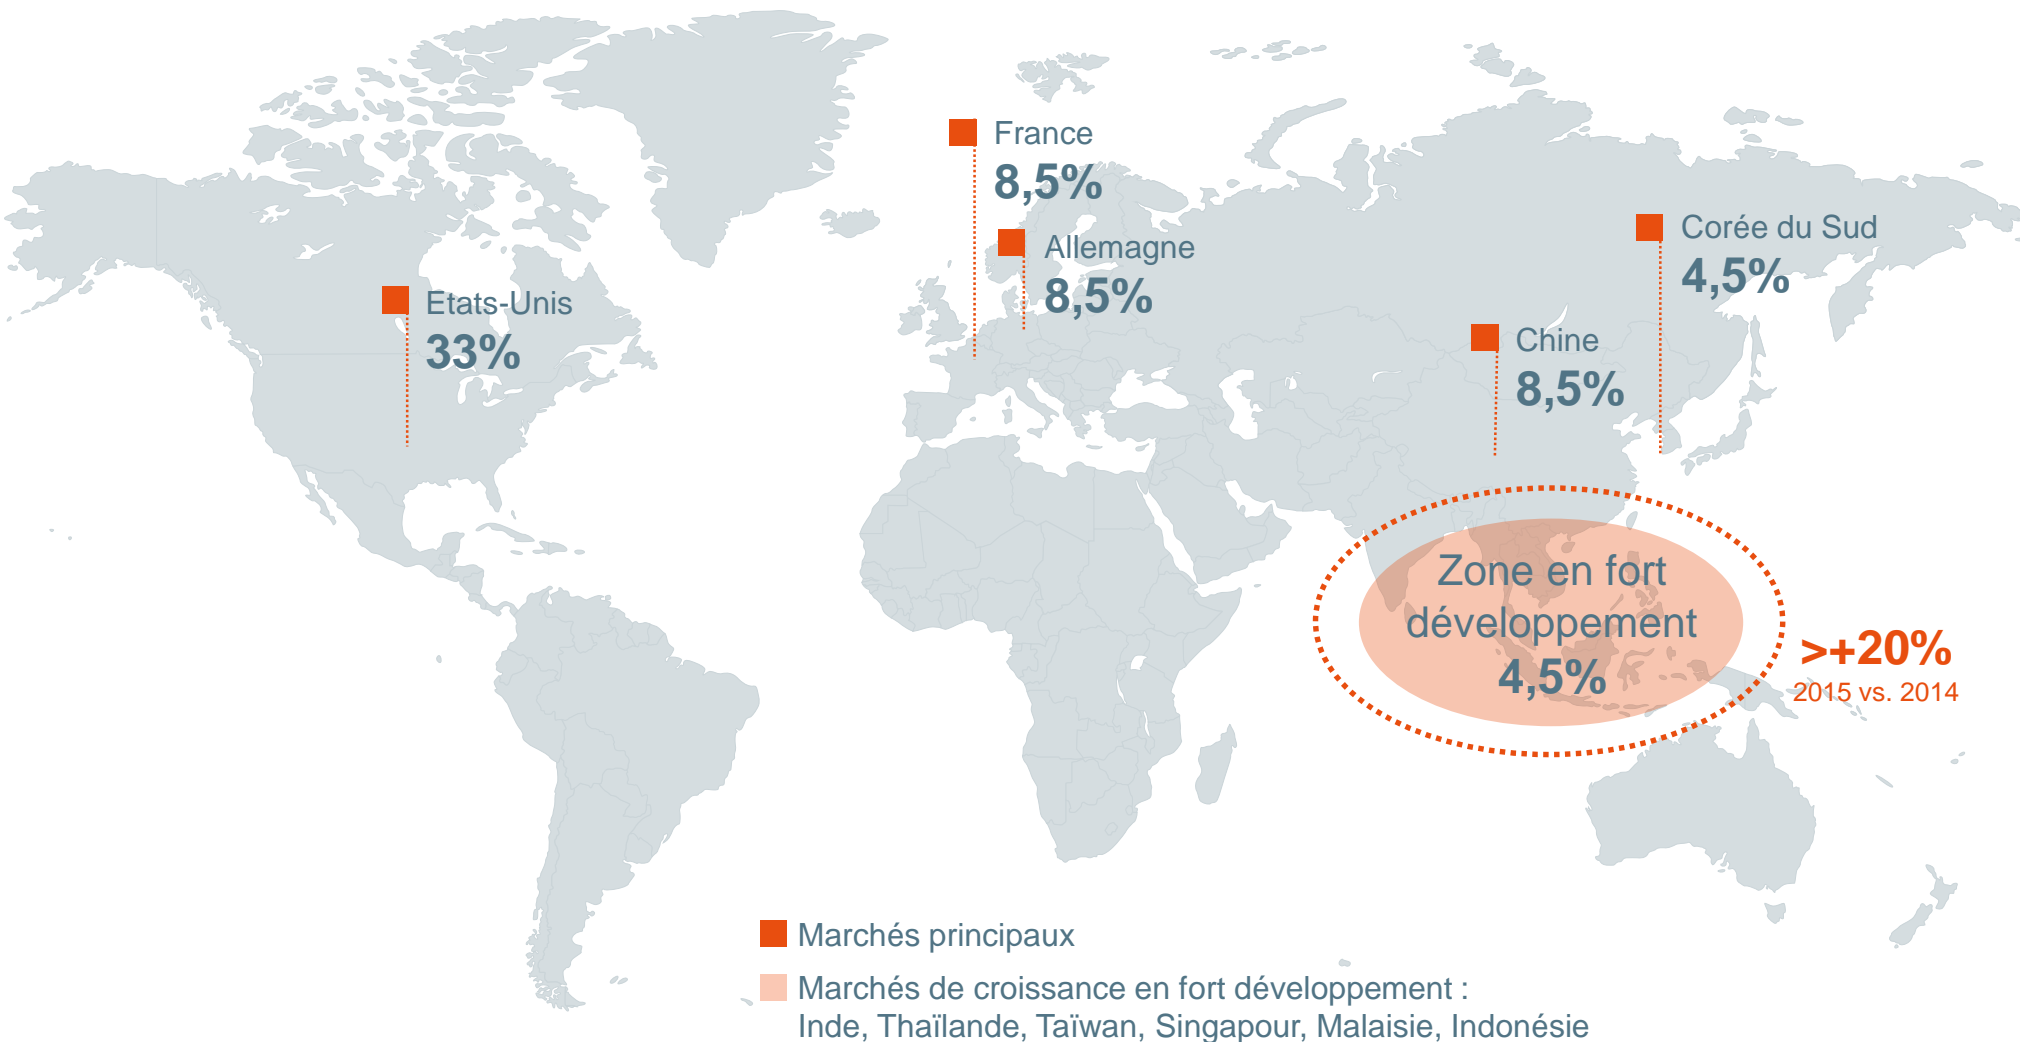 France
8,5%
Allemagne
8,5%
Corée du Sud
4,5%
Etats-Unis
33%
Chine
8,5%
Zone en fort
développement
4,5%
>+20%
2015 vs. 2014
Marchés principaux
Marchés de croissance en fort développement :
Inde, Thaïlande, Taïwan, Singapour, Malaisie, Indonésie